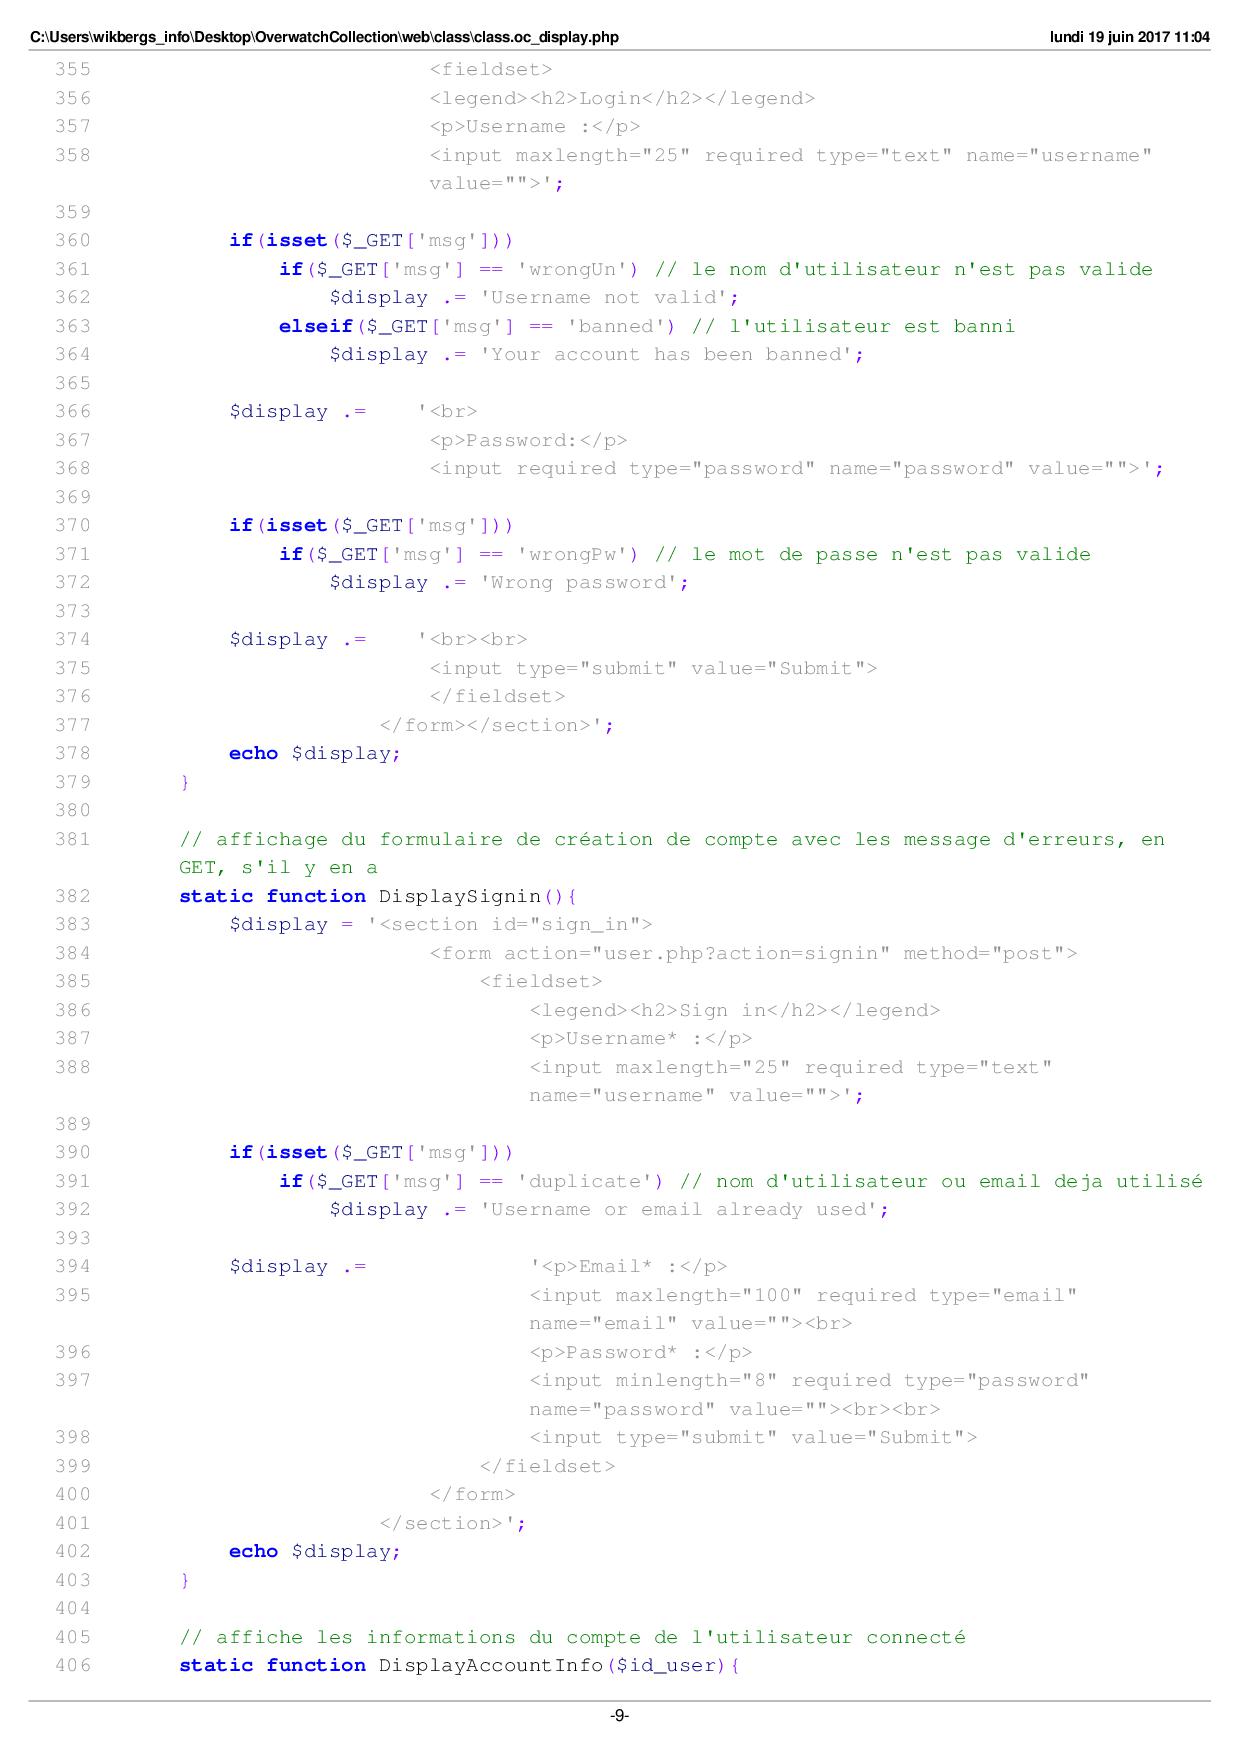 C:\Users\wikbergs_info\Desktop\OverwatchCollection\web\class\class.oc_display.php lundi 19 juin 2017 11:04
355 <fieldset>
356 <legend><h2>Login</h2></legend>
357 <p>Username :</p>
358 <input maxlength="25" required type="text" name="username"
value="">';
359
360 if(isset($_GET['msg']))
361 if($_GET['msg'] == 'wrongUn') // le nom d'utilisateur n'est pas valide
362 $display .= 'Username not valid';
363 elseif($_GET['msg'] == 'banned') // l'utilisateur est banni
364 $display .= 'Your account has been banned';
365
366 $display .= '<br>
367 <p>Password:</p>
368 <input required type="password" name="password" value="">';
369
370 if(isset($_GET['msg']))
371 if($_GET['msg'] == 'wrongPw') // le mot de passe n'est pas valide
372 $display .= 'Wrong password';
373
374 $display .= '<br><br>
375 <input type="submit" value="Submit">
376 </fieldset>
377 </form></section>';
378 echo $display;
379 }
380
381 // affichage du formulaire de création de compte avec les message d'erreurs, en
GET, s'il y en a
382 static function DisplaySignin(){
383 $display = '<section id="sign_in">
384 <form action="user.php?action=signin" method="post">
385 <fieldset>
386 <legend><h2>Sign in</h2></legend>
387 <p>Username* :</p>
388 <input maxlength="25" required type="text"
name="username" value="">';
389
390 if(isset($_GET['msg']))
391 if($_GET['msg'] == 'duplicate') // nom d'utilisateur ou email deja utilisé
392 $display .= 'Username or email already used';
393
394 $display .= '<p>Email* :</p>
395 <input maxlength="100" required type="email"
name="email" value=""><br>
396 <p>Password* :</p>
397 <input minlength="8" required type="password"
name="password" value=""><br><br>
398 <input type="submit" value="Submit">
399 </fieldset>
400 </form>
401 </section>';
402 echo $display;
403 }
404
405 // affiche les informations du compte de l'utilisateur connecté
406 static function DisplayAccountInfo($id_user){
-9-